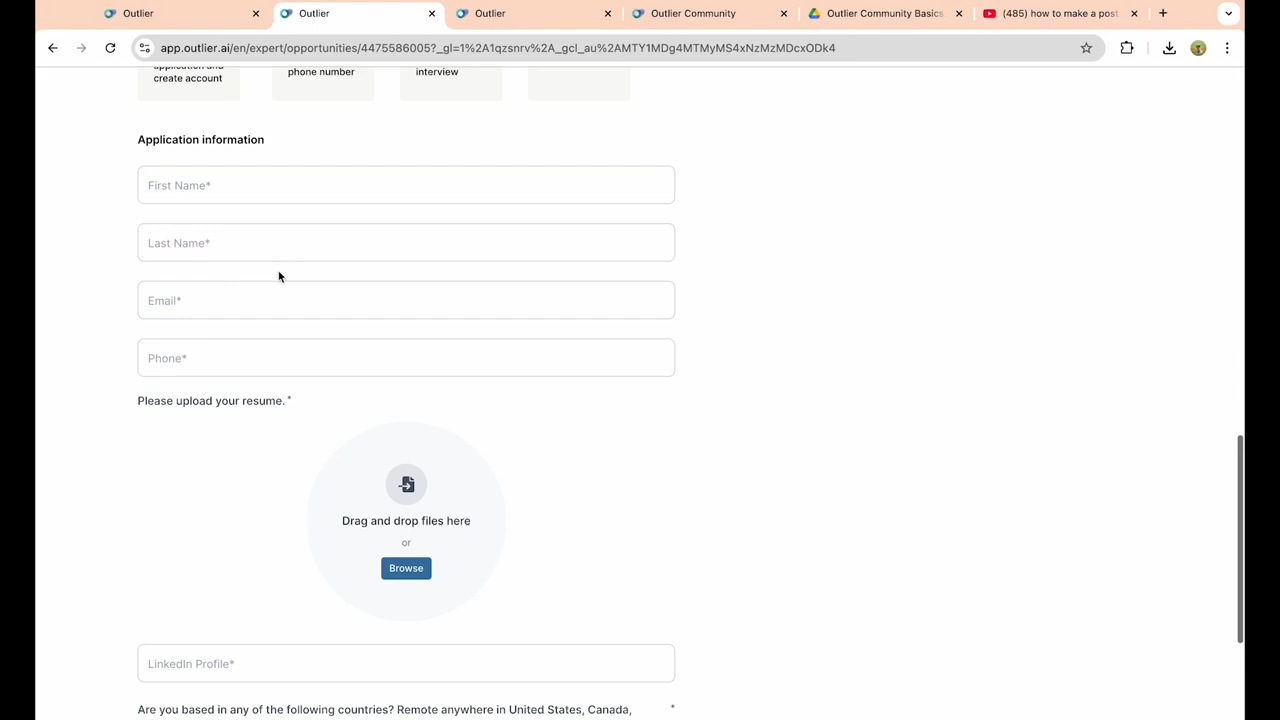 Outlier
Outlier
Outlier
Outlier Community
Outlier Community Basics
(485) how to make a post
app.outlier.ai/en/expert/opportunities/4475586005?_gl=1%2A1qzsnrv%2A_gcl_au%2AMTY1MDg4MTMyMS4xNzMzMDcxODk4
application and
create account
phone number
interview
Application information
First Name*
Last Name*
Email*
Phone*
Please upload your resume. *
Drag and drop files here
or
Browse
LinkedIn Profile*
Are you based in any of the following countries? Remote anywhere in United States, Canada, *